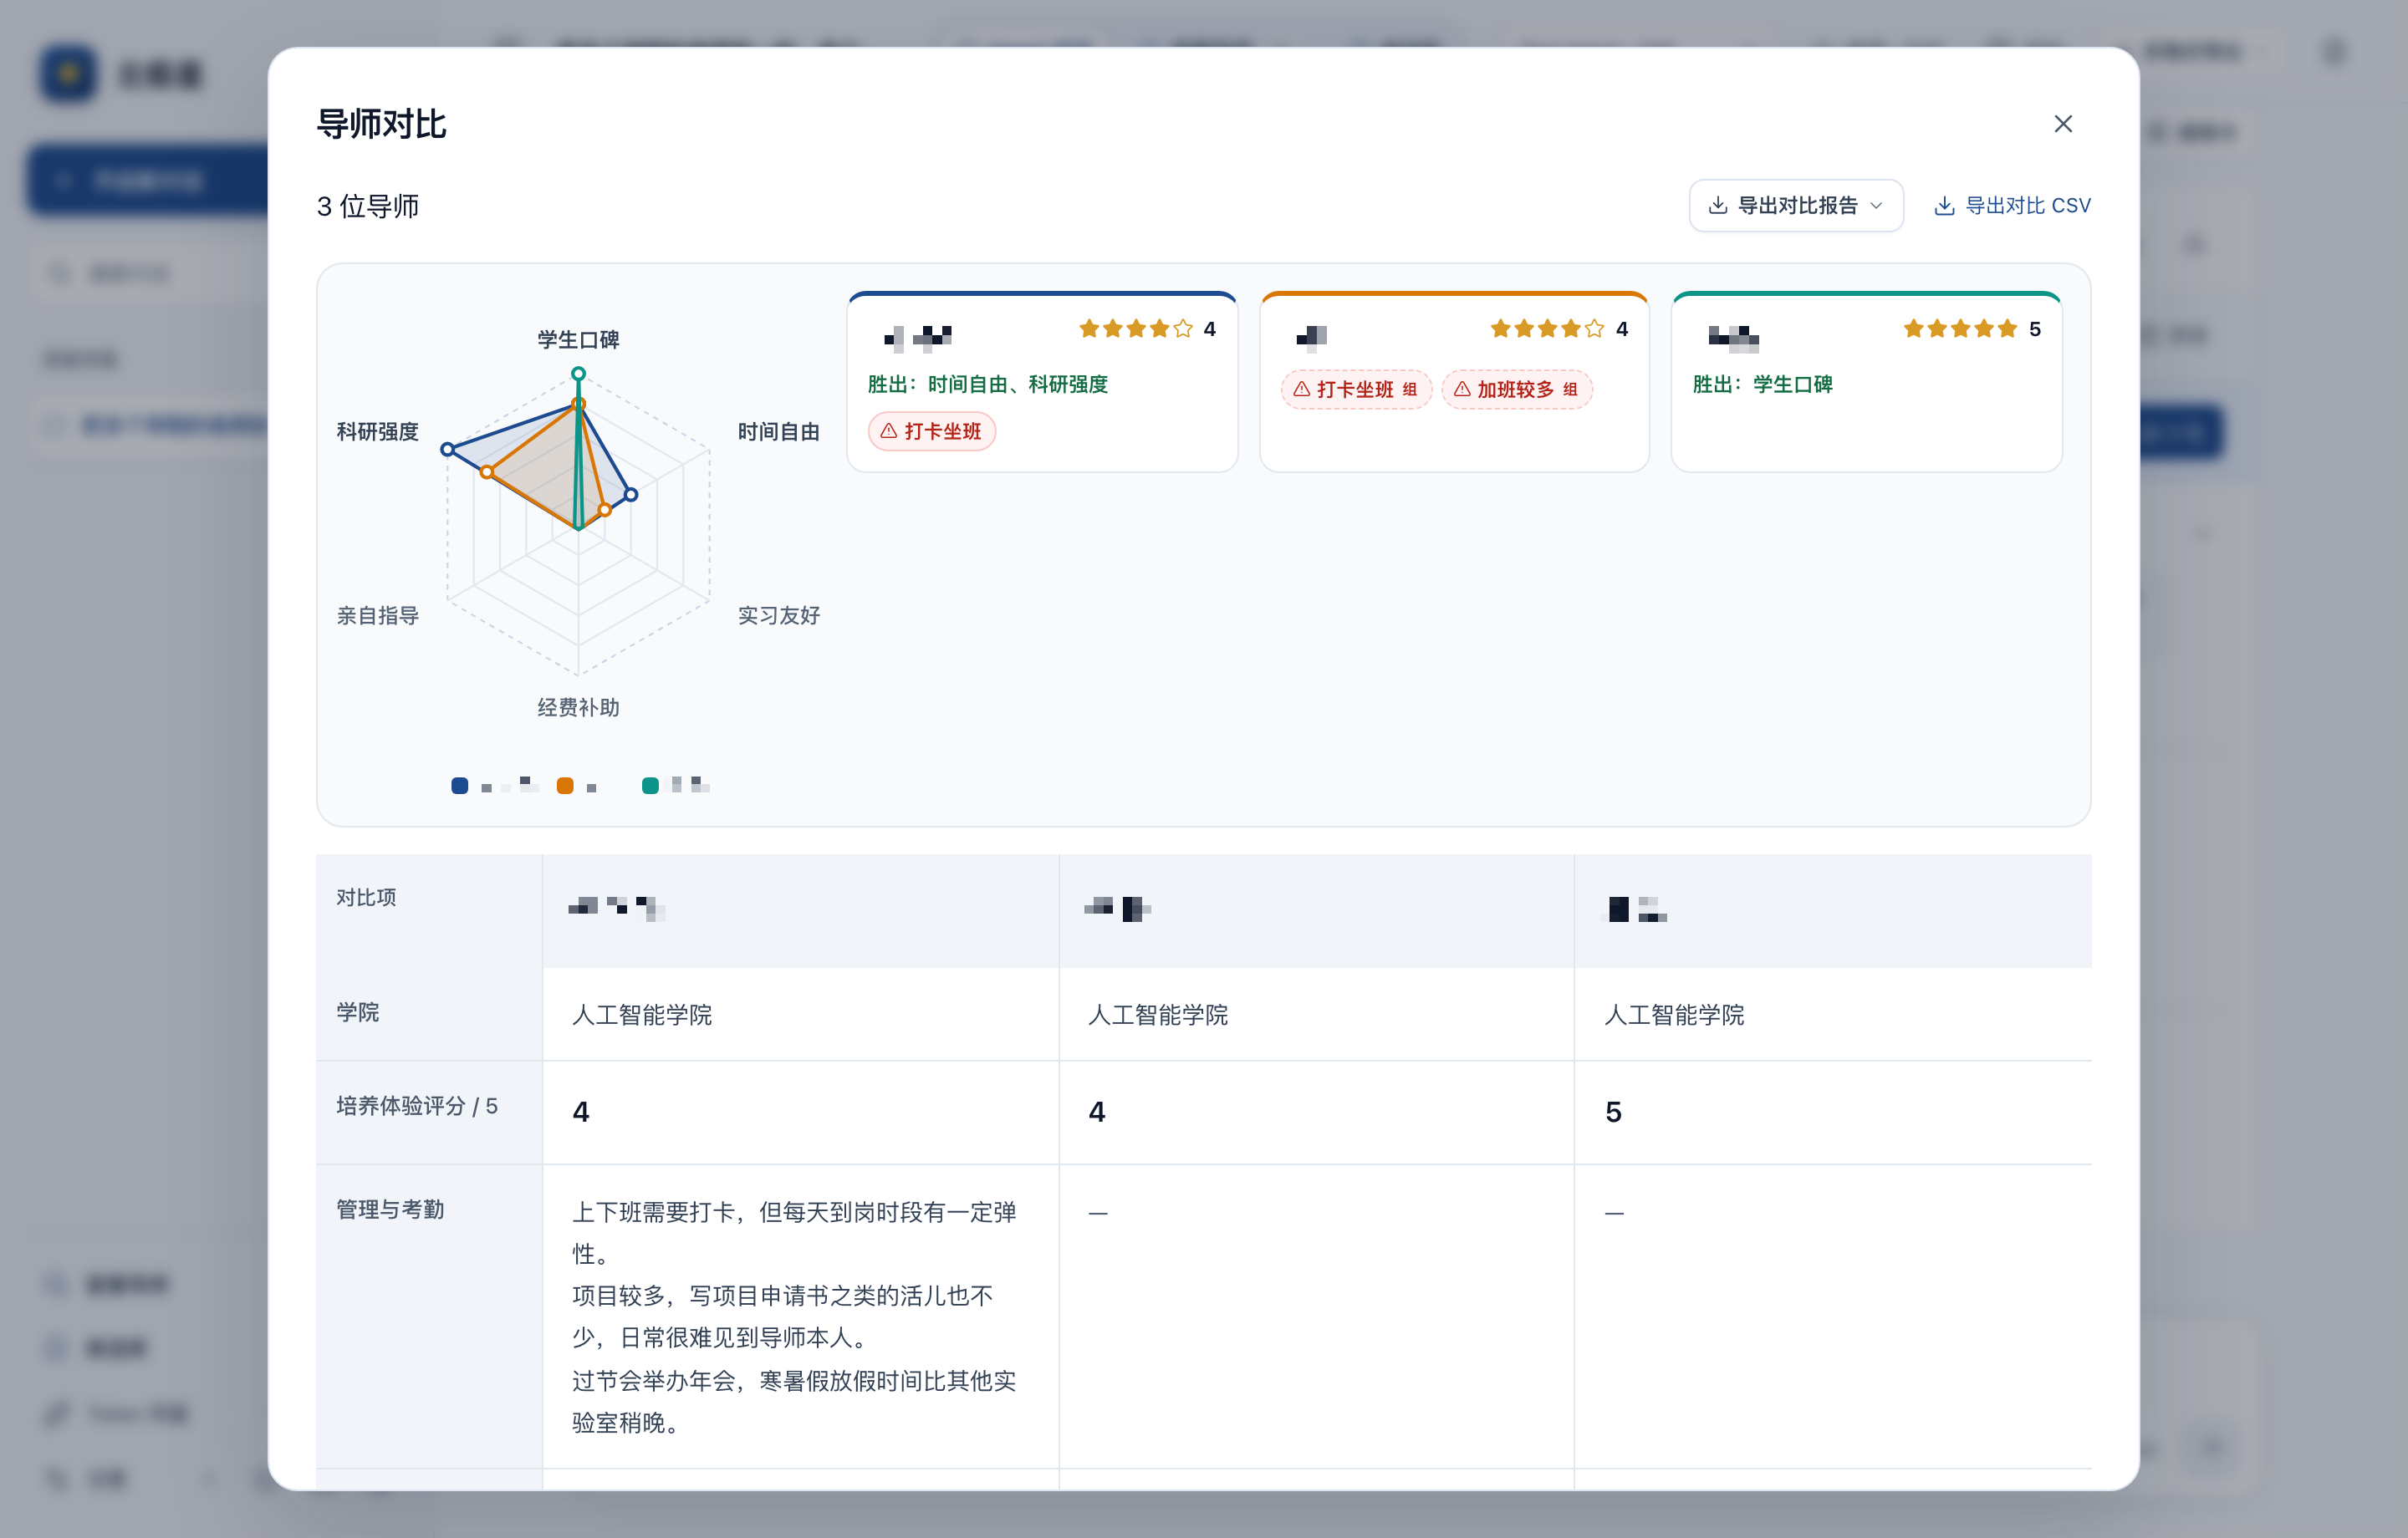 导师对比
3 位导师
导出对比报告
导出对比 CSV
学生口碑
科研强度
时间自由
亲自指导
实习友好
经费补助
4
胜出：时间自由、科研强度
打卡坐班
4
打卡坐班 组
加班较多 组
5
胜出：学生口碑
对比项
学院
人工智能学院
人工智能学院
人工智能学院
培养体验评分 / 5
4
4
5
管理与考勤
上下班需要打卡，但每天到岗时段有一定弹
性。
项目较多，写项目申请书之类的活儿也不
少，日常很难见到导师本人。
过节会举办年会，寒暑假放假时间比其他实
验室稍晚。
—
—